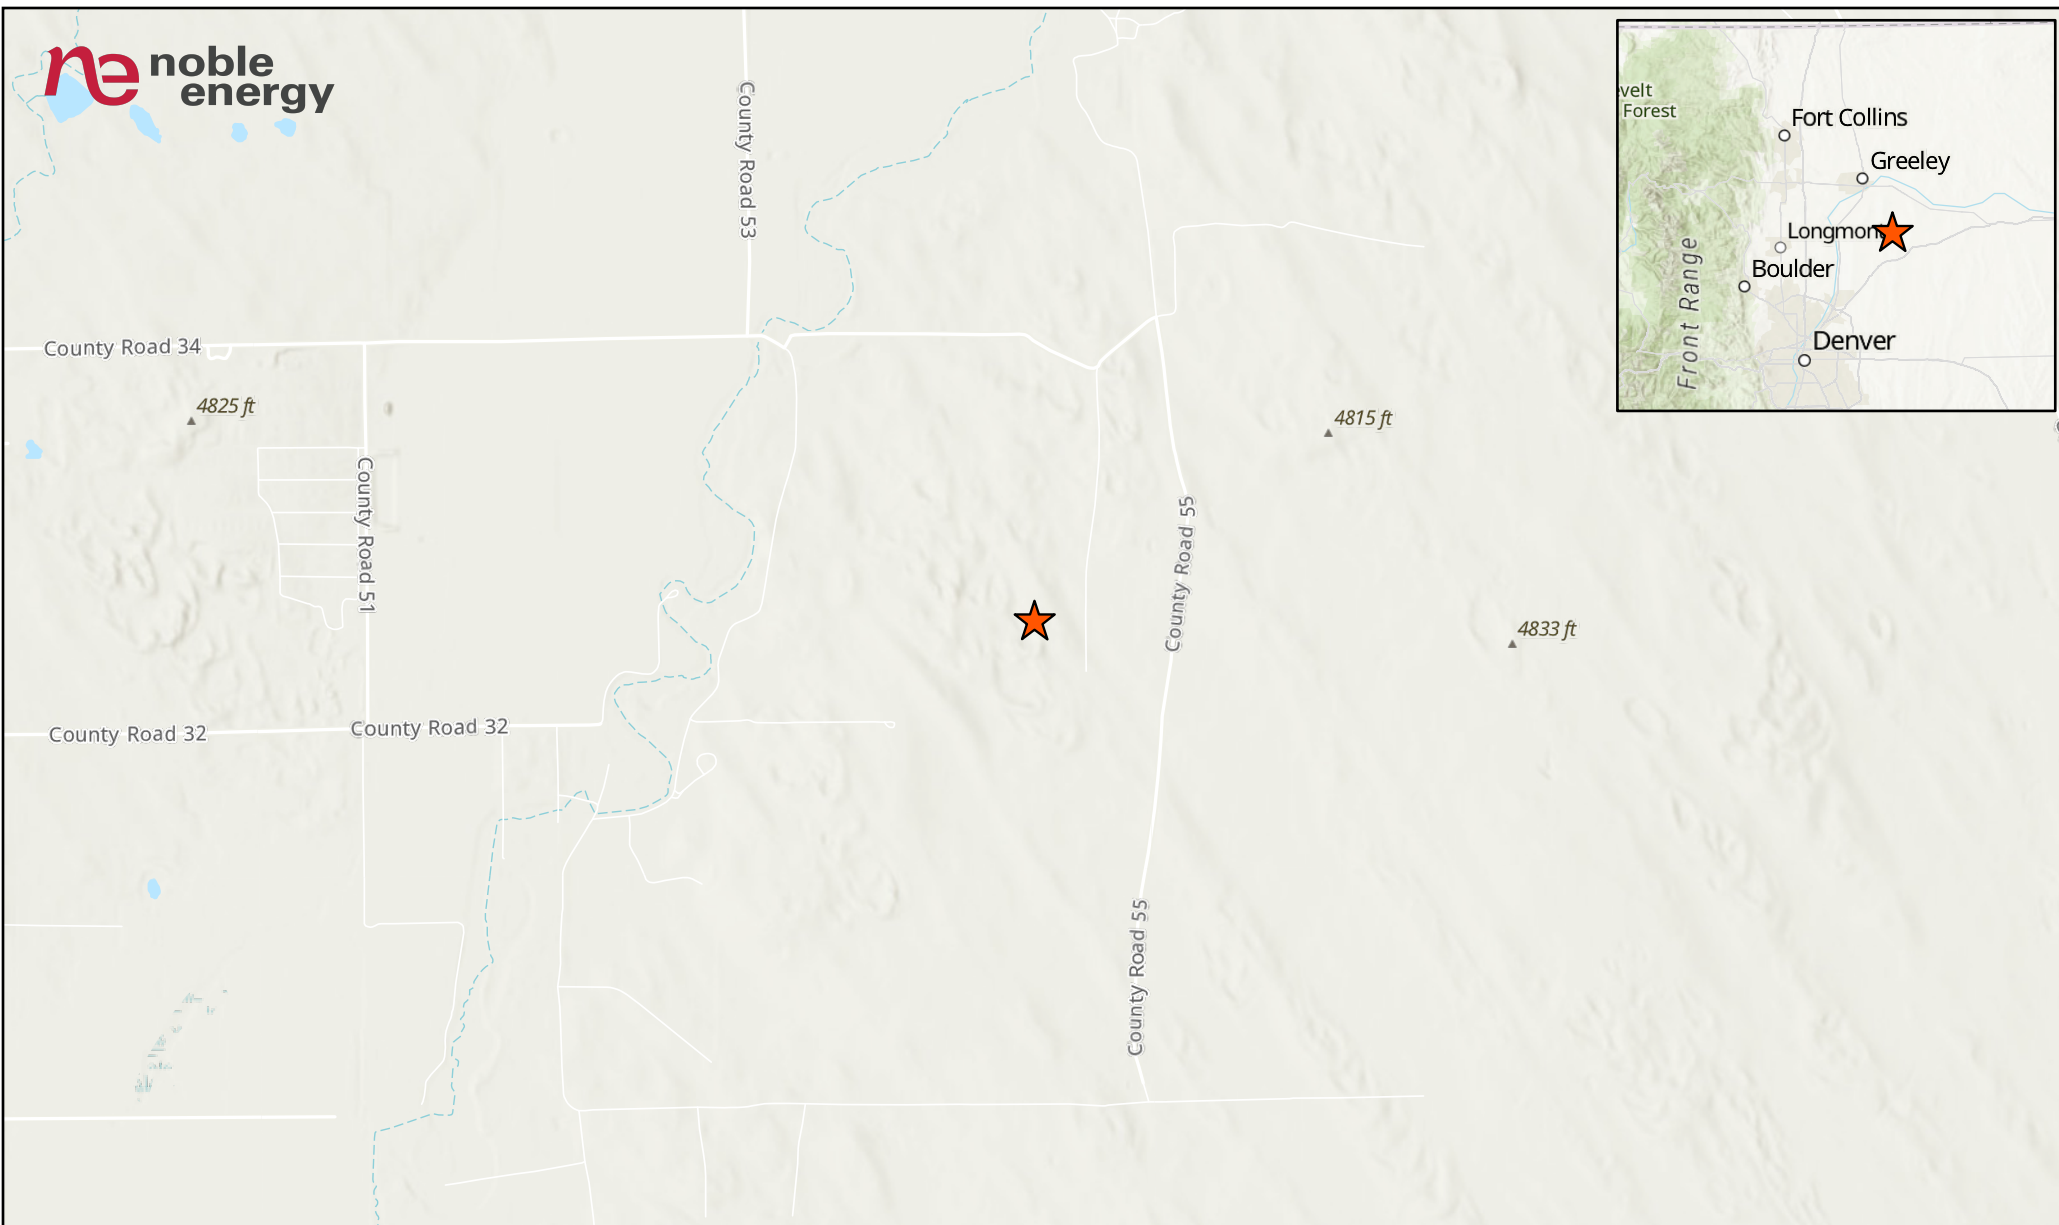 noble
energy
County Road 53
velt
Forest
Fort Collins
Greeley
Longmon
Boulder
Front Range
Denver
County Road 34
4825 ft
4815 ft
County Road 51
County Road 55
4833 ft
County Road 32
County Road 32
County Road 55